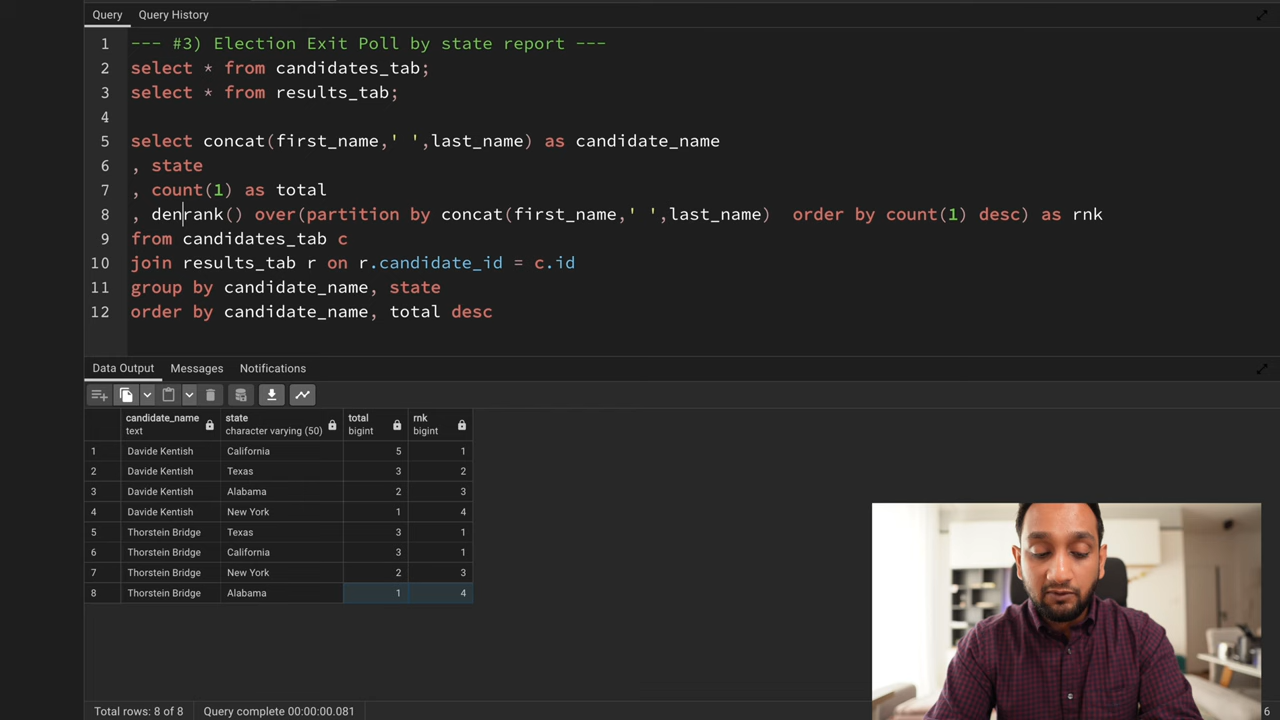 Query Query History
1 --- #3) Election Exit Poll by state report ---
2 select * from candidates_tab;
3 select * from results_tab;
4
5 select concat(first_name,' ',last_name) as candidate_name
6 , state
7 , count(1) as total
8 , denrank() over(partition by concat(first_name,' ',last_name)  order by count(1) desc) as rnk
9 from candidates_tab c
10 join results_tab r on r.candidate_id = c.id
11 group by candidate_name, state
12 order by candidate_name, total desc
Data Output Messages Notifications
candidate_name state total rnk
text character varying (50) bigint bigint
1 Davide Kentish California 5 1
2 Davide Kentish Texas 3 2
3 Davide Kentish Alabama 2 3
4 Davide Kentish New York 1 4
5 Thorstein Bridge Texas 3 1
6 Thorstein Bridge California 3 1
7 Thorstein Bridge New York 2 3
8 Thorstein Bridge Alabama 1 4
Total rows: 8 of 8 Query complete 00:00:00.081 6